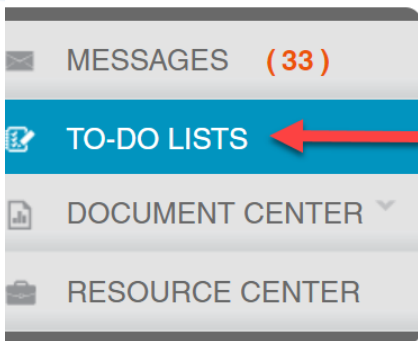 MESSAGES (33)
TO-DO LISTS
DOCUMENT CENTER
RESOURCE CENTER